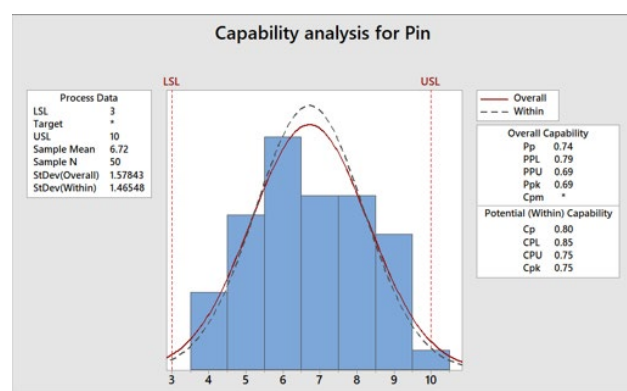 Capability analysis for Pin
LSL USL
Process Data
LSL 3
Target *
USL 10
Sample Mean 6.72
Sample N 50
StDev(Overall) 1.57843
StDev(Within) 1.46548
Overall
Within
Overall Capability
Pp 0.74
PPL 0.79
PPU 0.69
Ppk 0.69
Cpm *
Potential (Within) Capability
Cp 0.80
CPL 0.85
CPU 0.75
Cpk 0.75
3 4 5 6 7 8 9 10